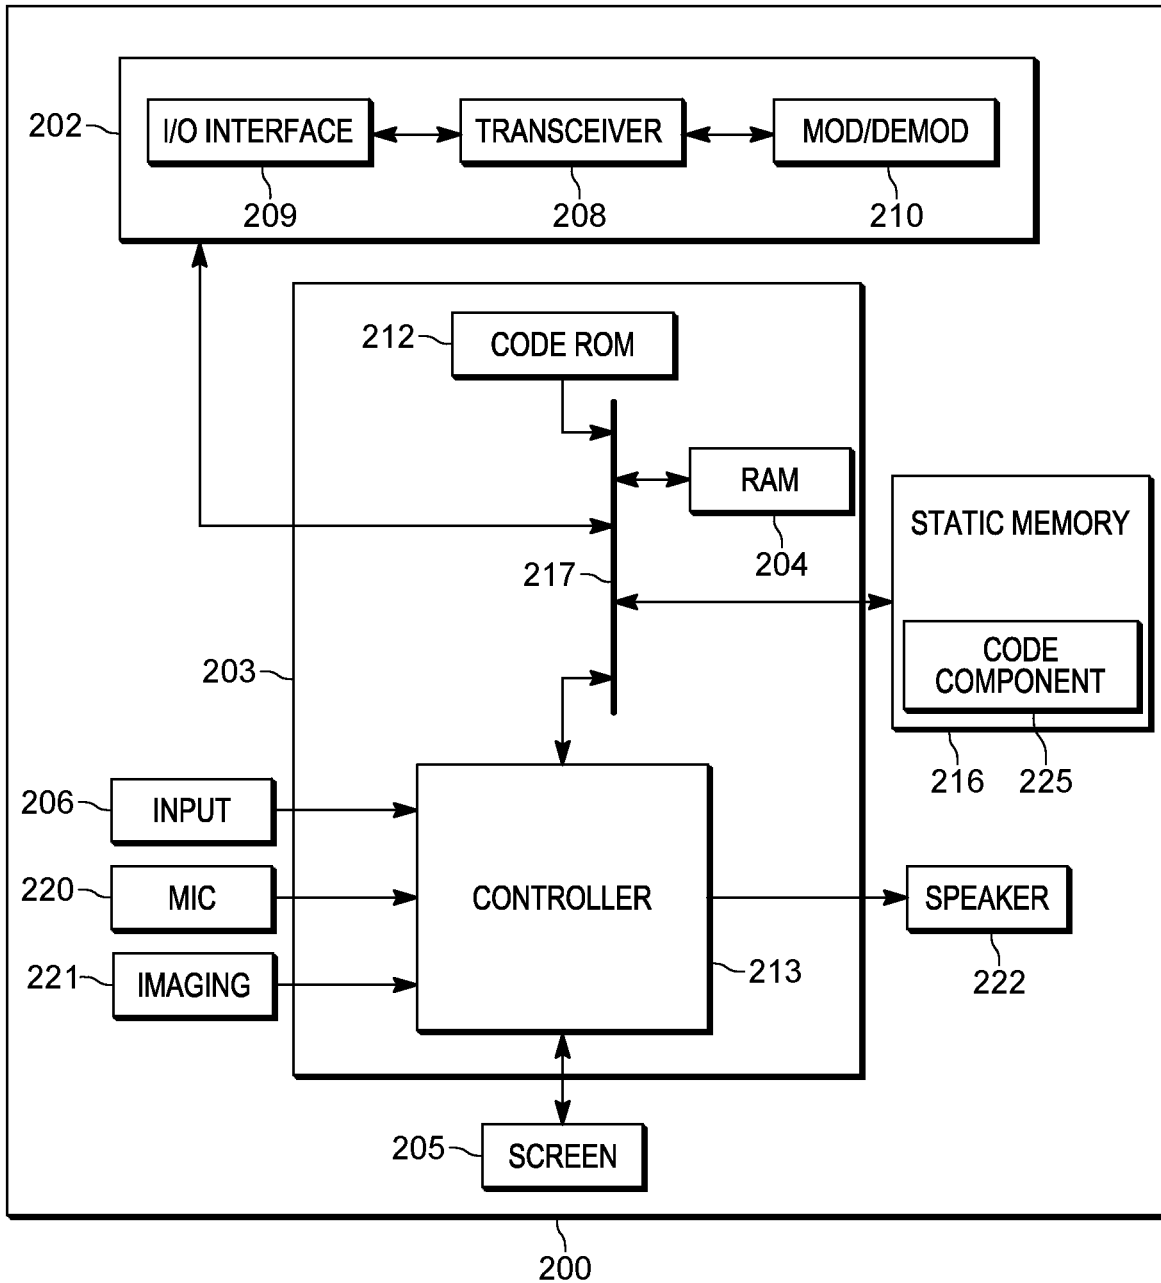 202
I/O INTERFACE
TRANSCEIVER
MOD/DEMOD
209
208
210
212
CODE ROM
RAM
204
217
STATIC MEMORY
CODE
COMPONENT
216
225
203
206
INPUT
220
MIC
221
IMAGING
CONTROLLER
213
SPEAKER
222
205
SCREEN
200